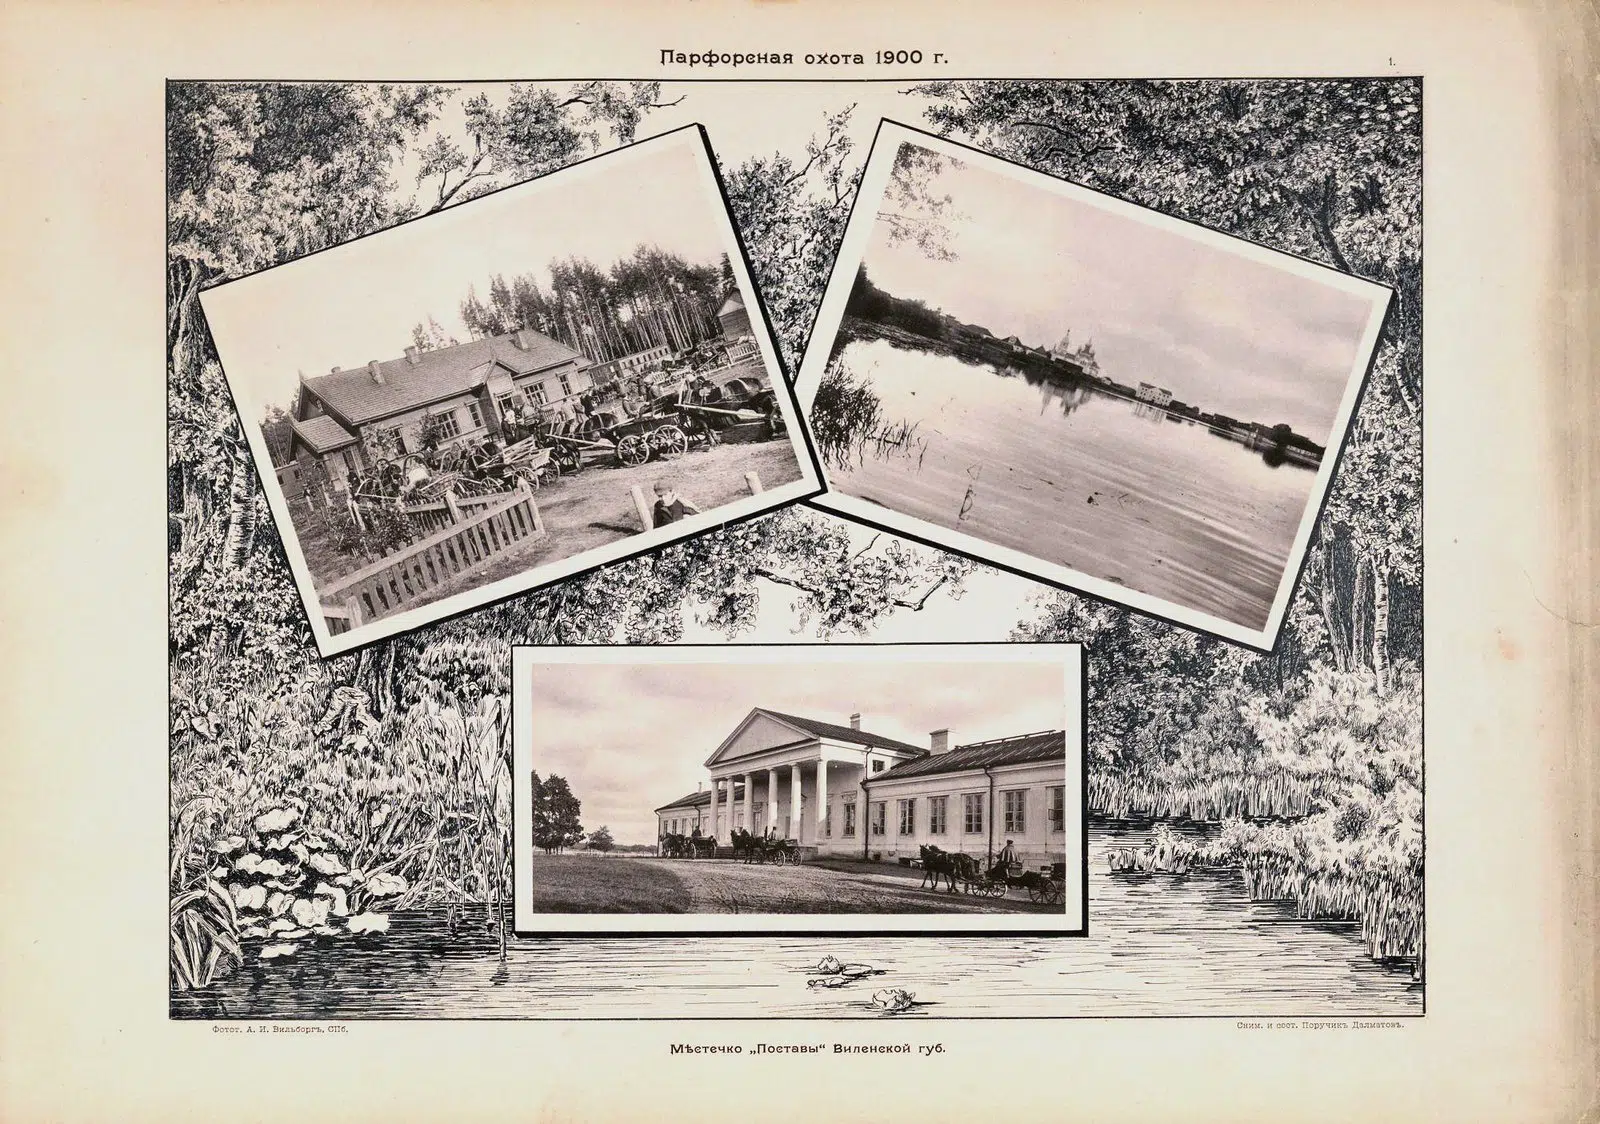 Парфорсная охота 1900 г.
1.
Фотот. А. И. Вильборгъ, СПб.
Сним. и сост. Поручикъ Далматовъ.
Мѣстечко „Поставы“ Виленской губ.